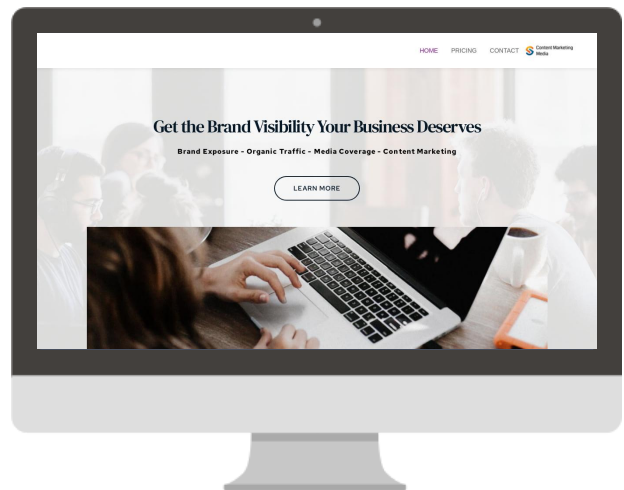 HOME PRICING CONTACT Content Marketing
Media
Get the Brand Visibility Your Business Deserves
Brand Exposure - Organic Traffic - Media Coverage - Content Marketing
LEARN MORE